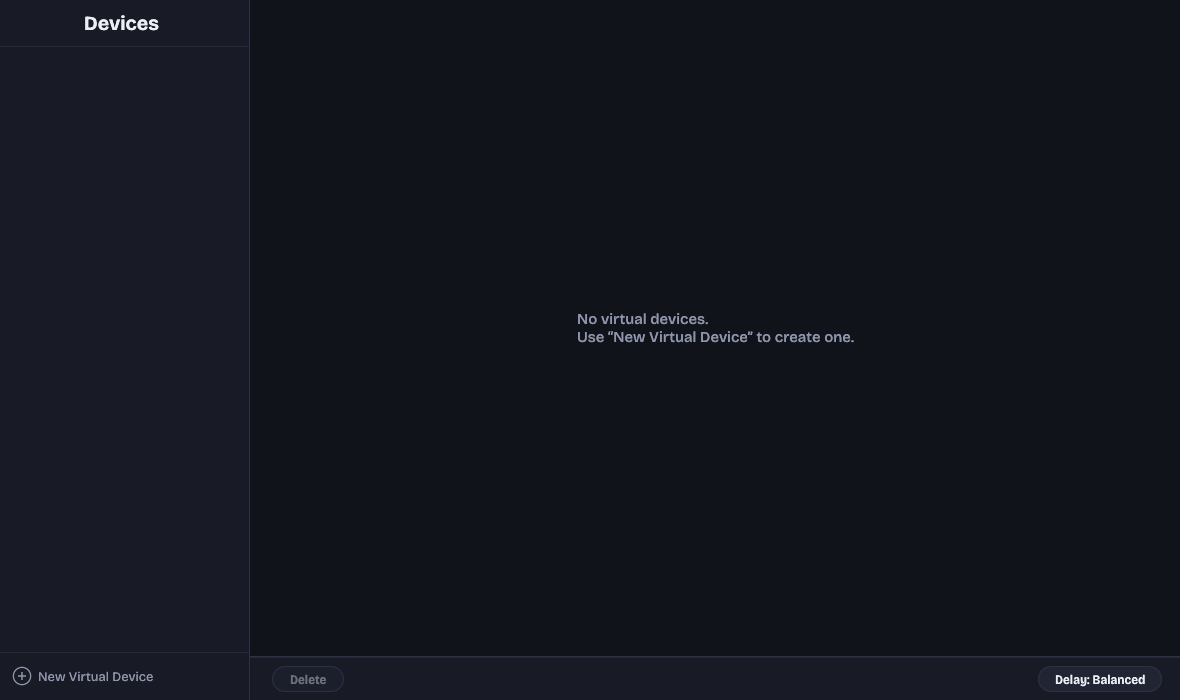 Devices
No virtual devices.
Use "New Virtual Device" to create one.
New Virtual Device
Delete
Delay: Balanced